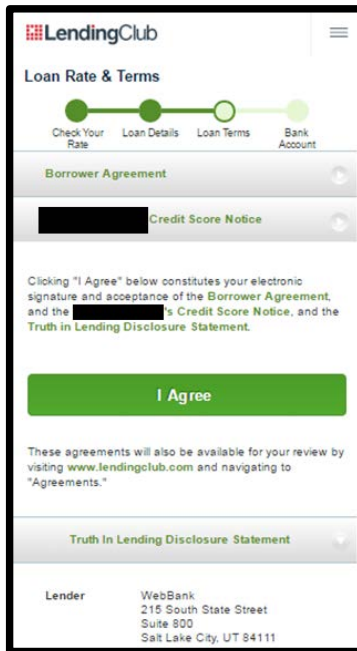 LendingClub
Loan Rate & Terms
Check Your Rate
Loan Details
Loan Terms
Bank Account
Borrower Agreement
Credit Score Notice
Clicking "I Agree" below constitutes your electronic
signature and acceptance of the Borrower Agreement,
and the 's Credit Score Notice, and the
Truth in Lending Disclosure Statement.
I Agree
These agreements will also be available for your review by
visiting www.lendingclub.com and navigating to
"Agreements."
Truth In Lending Disclosure Statement
Lender WebBank
215 South State Street
Suite 800
Salt Lake City, UT 84111